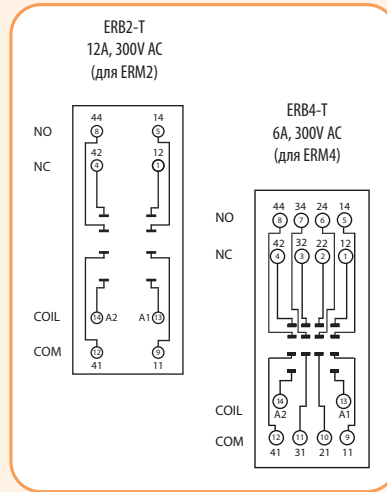 ERB2-T
12A, 300V AC
(для ERM2)
44 14
NO 8 5
42 12
NC 4 1
COIL 14 A2 A1 13
COM 12 9
41 11
ERB4-T
6A, 300V AC
(для ERM4)
44 34 24 14
NO 8 7 6 5
42 32 22 12
NC 4 3 2 1
14 13
COIL A2 A1
COM 12 11 10 9
41 31 21 11